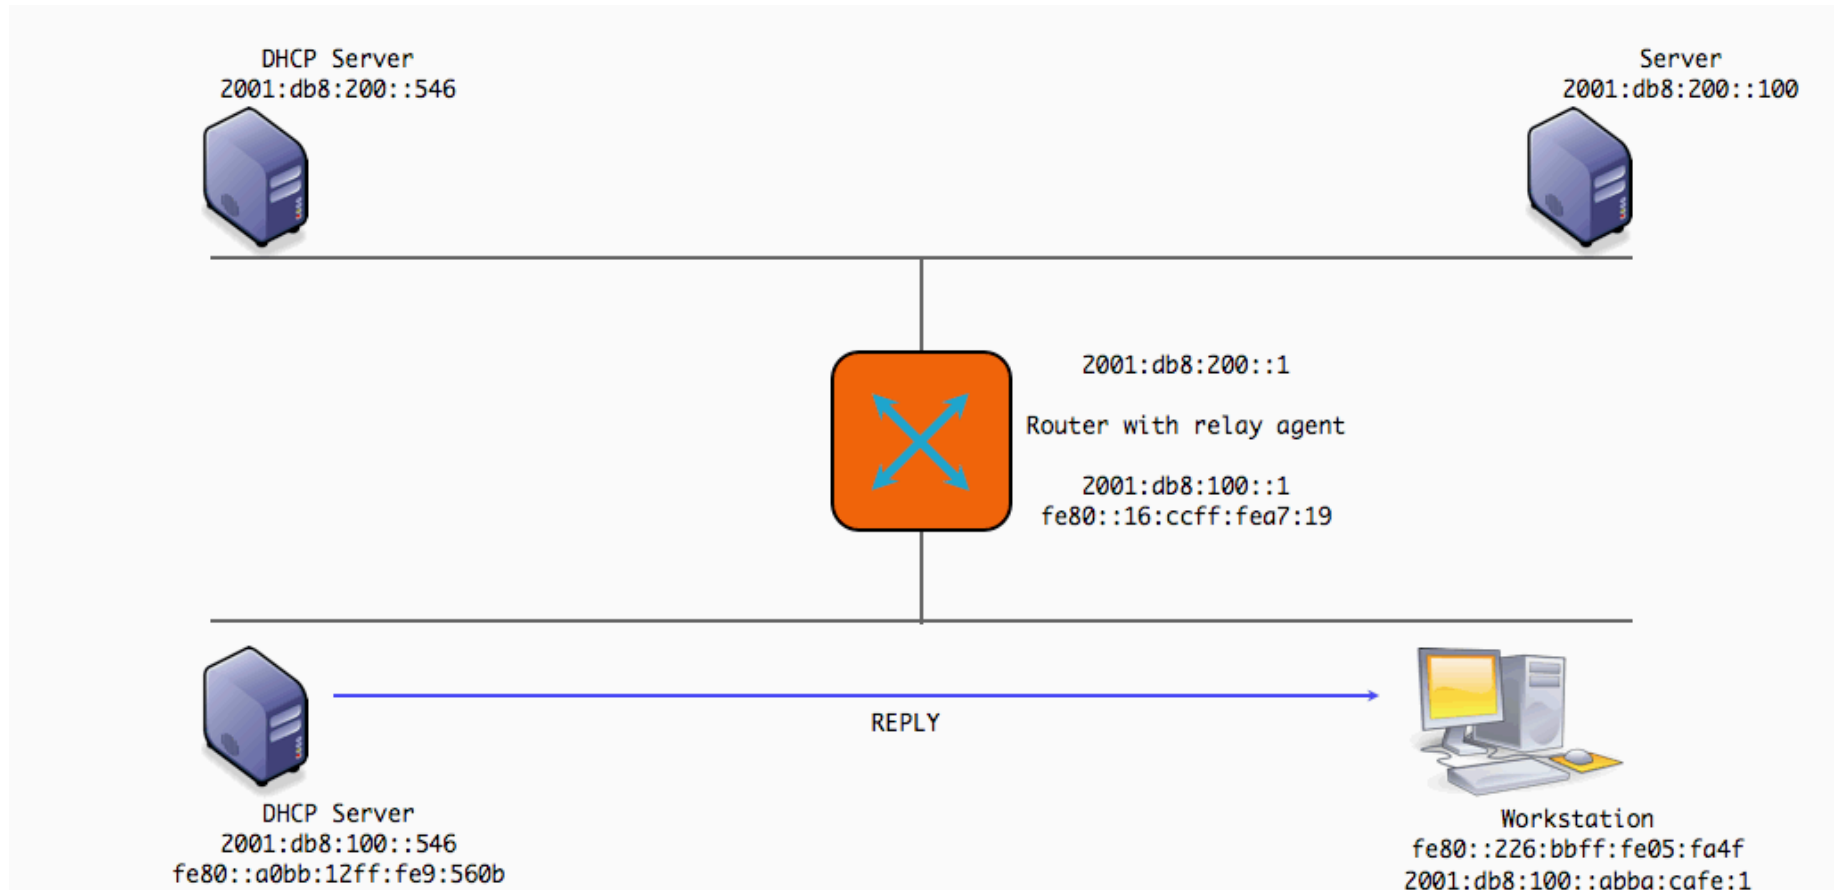 DHCP Server
2001:db8:200::546
Server
2001:db8:200::100
2001:db8:200::1
Router with relay agent
2001:db8:100::1
fe80::16:ccff:fea7:19
REPLY
DHCP Server
2001:db8:100::546
fe80::a0bb:12ff:fe9:560b
Workstation
fe80::226:bbff:fe05:fa4f
2001:db8:100::abba:cafe:1